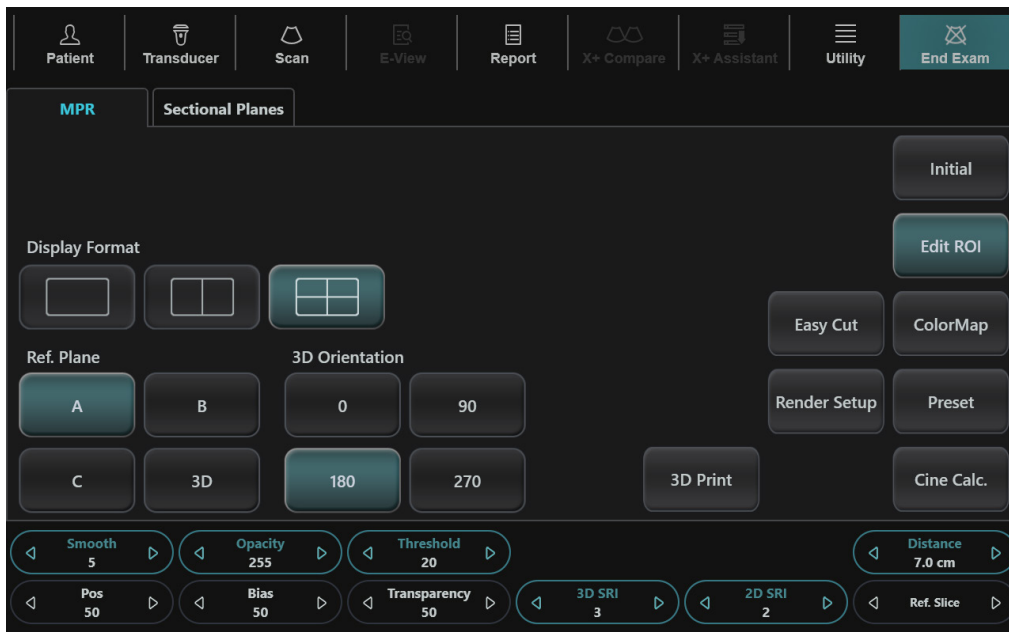 Patient
Transducer
Scan
E-View
Report
X+ Compare
X+ Assistant
Utility
End Exam
MPR
Sectional Planes
Initial
Display Format
Edit ROI
Easy Cut
ColorMap
Ref. Plane
3D Orientation
A
B
0
90
Render Setup
Preset
C
3D
180
270
3D Print
Cine Calc.
Smooth
5
Opacity
255
Threshold
20
Distance
7.0 cm
Pos
50
Bias
50
Transparency
50
3D SRI
3
2D SRI
2
Ref. Slice